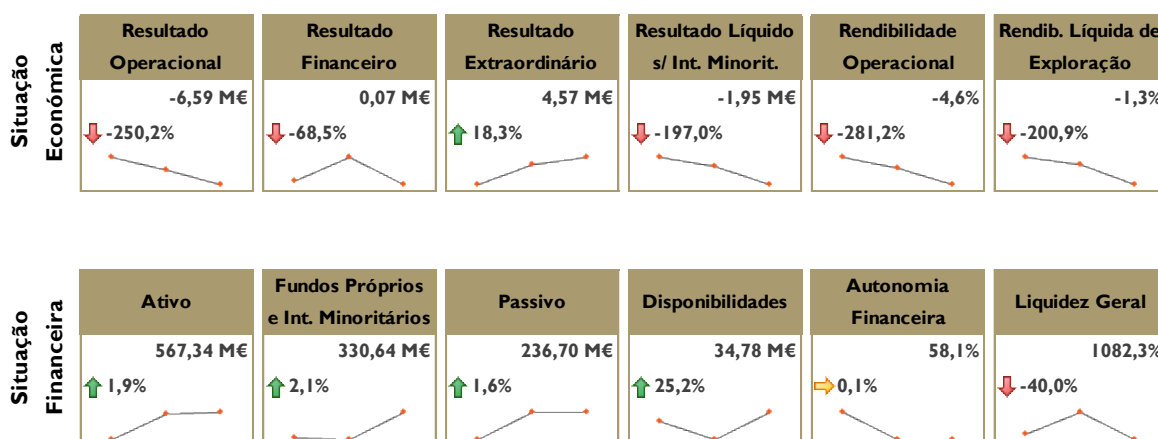 Situação
Económica
Resultado
Operacional
-6,59 M€
-250,2%
Resultado
Financeiro
0,07 M€
-68,5%
Resultado
Extraordinário
4,57 M€
18,3%
Resultado Líquido
s/ Int. Minorit.
-1,95 M€
-197,0%
Rendibilidade
Operacional
-4,6%
-281,2%
Rendib. Líquida de
Exploração
-1,3%
-200,9%
Situação
Financeira
Ativo
567,34 M€
1,9%
Fundos Próprios
e Int. Minoritários
330,64 M€
2,1%
Passivo
236,70 M€
1,6%
Disponibilidades
34,78 M€
25,2%
Autonomia
Financeira
58,1%
0,1%
Liquidez Geral
1082,3%
-40,0%